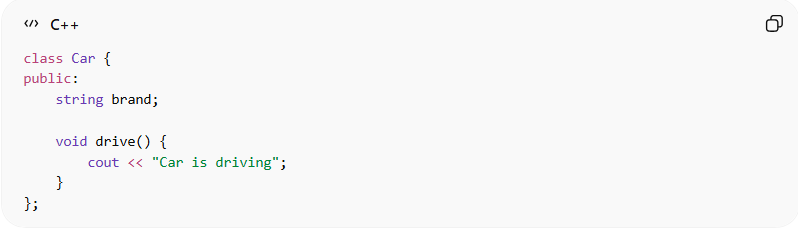 C++
class Car {
public:
    string brand;

    void drive() {
        cout << "Car is driving";
    }
};